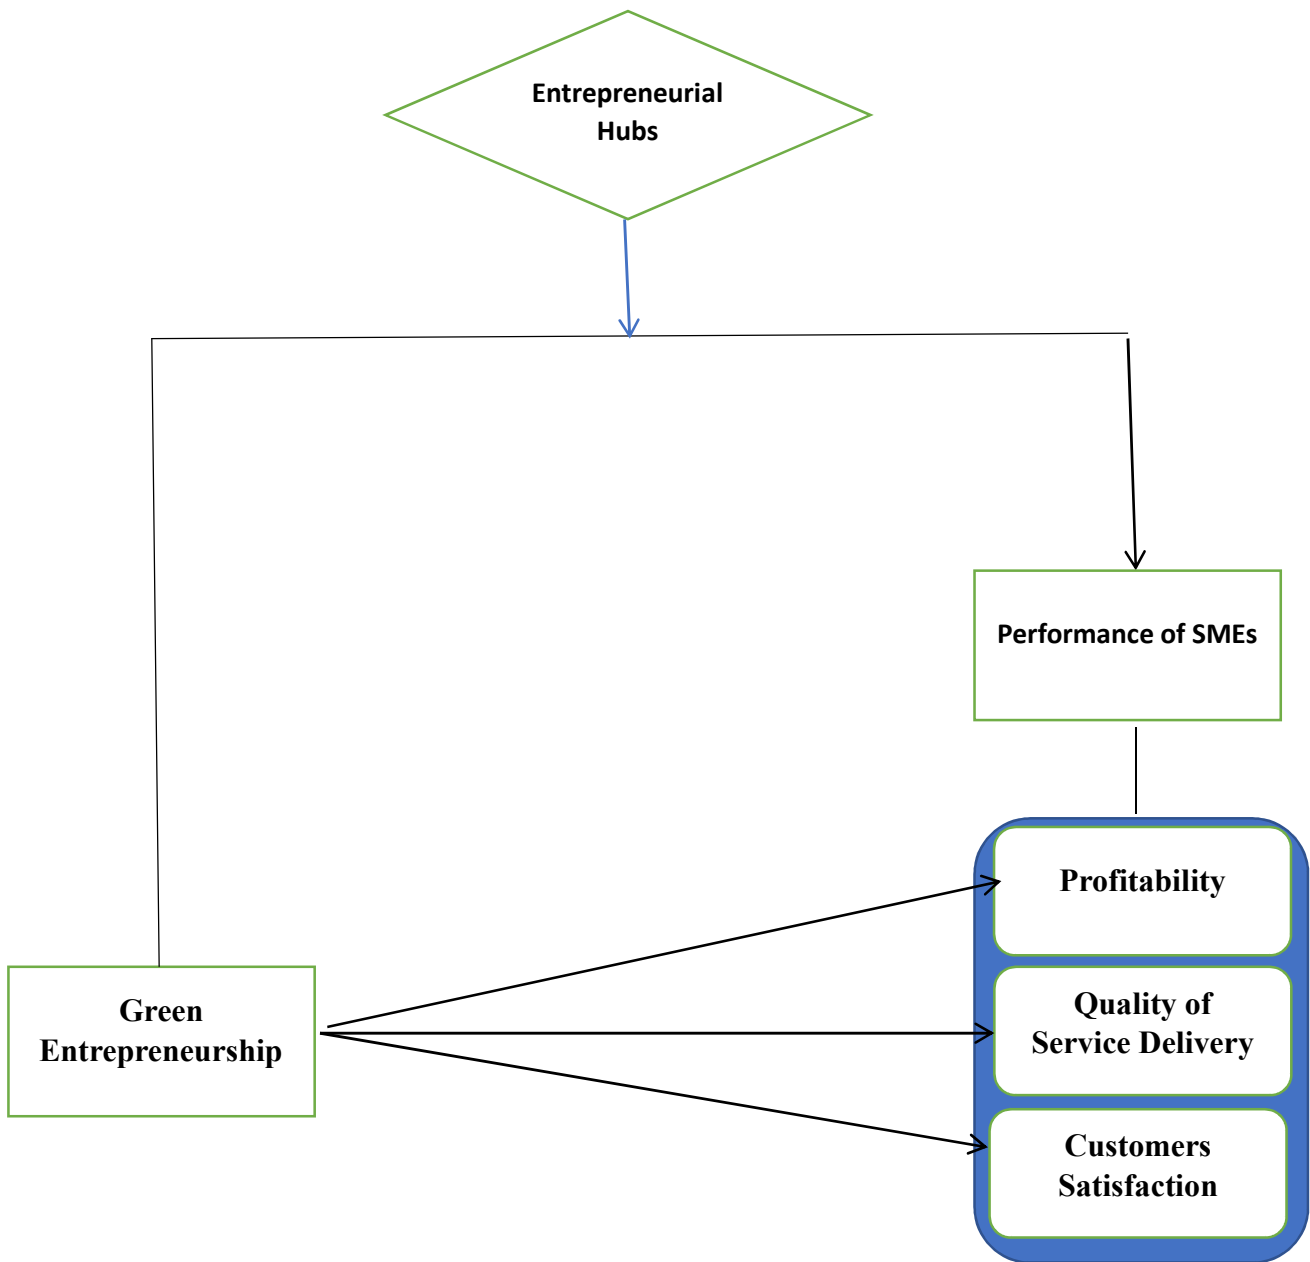 Entrepreneurial
Hubs
Performance of SMEs
Profitability
Green
Entrepreneurship
Quality of
Service Delivery
Customers
Satisfaction